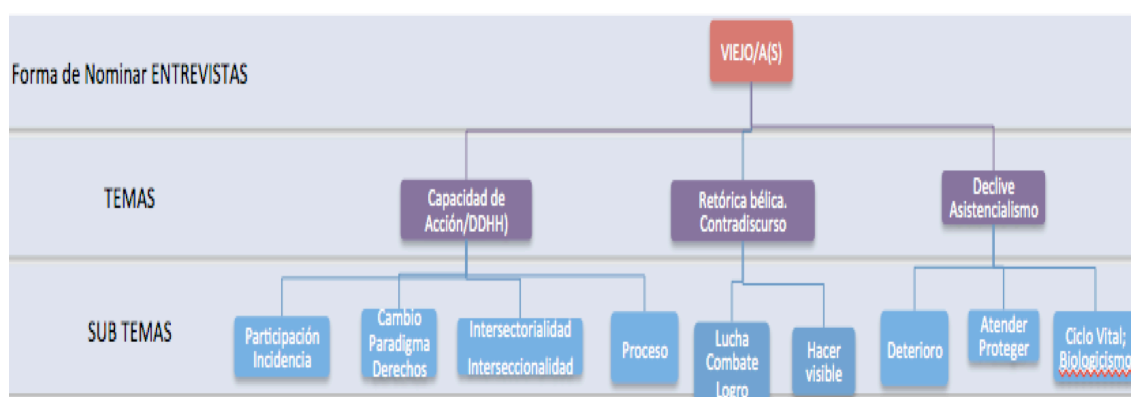 VIEJO/A(S)
Forma de Nominar ENTREVISTAS
TEMAS
Capacidad de
Acción/DDHH)
Retórica bélica.
Contradiscurso
Declive
Asistencialismo
SUB TEMAS
Participación
Incidencia
Cambio
Paradigma
Derechos
Intersectorialidad
Interseccionalidad
Proceso
Lucha
Combate
Logro
Hacer
visible
Deterioro
Atender
Proteger
Ciclo Vital;
Biologicismo